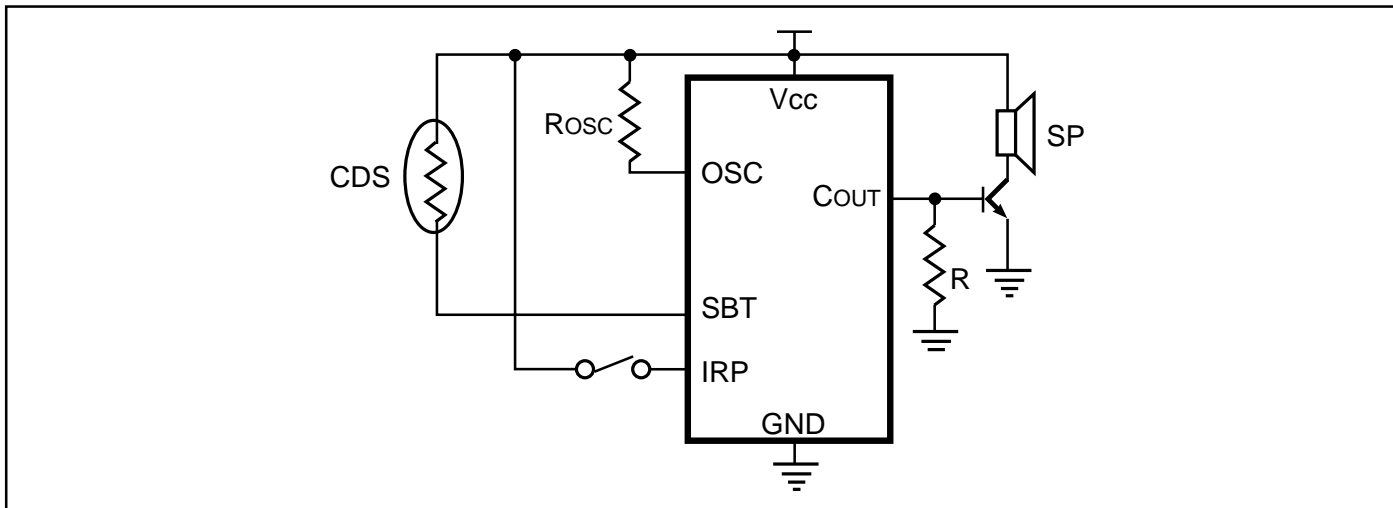 Vcc
ROSC
SP
CDS
OSC
COUT
R
SBT
IRP
GND